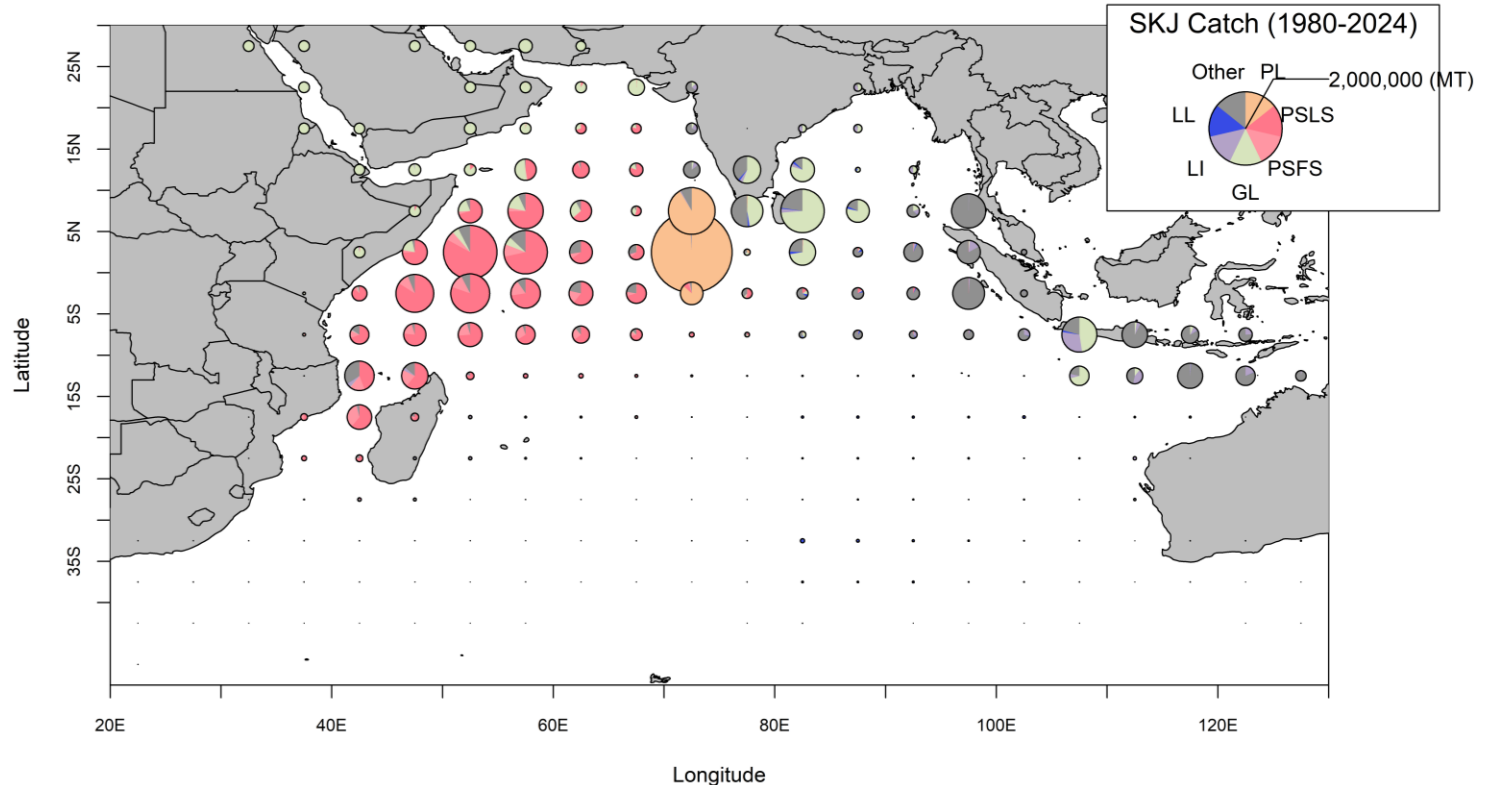 SKJ Catch (1980-2024)
Other PL 2,000,000 (MT)
LL PSLS
LI PSFS
GL
25N
15N
5N
5S
15S
25S
35S
Latitude
20E 40E 60E 80E 100E 120E
Longitude